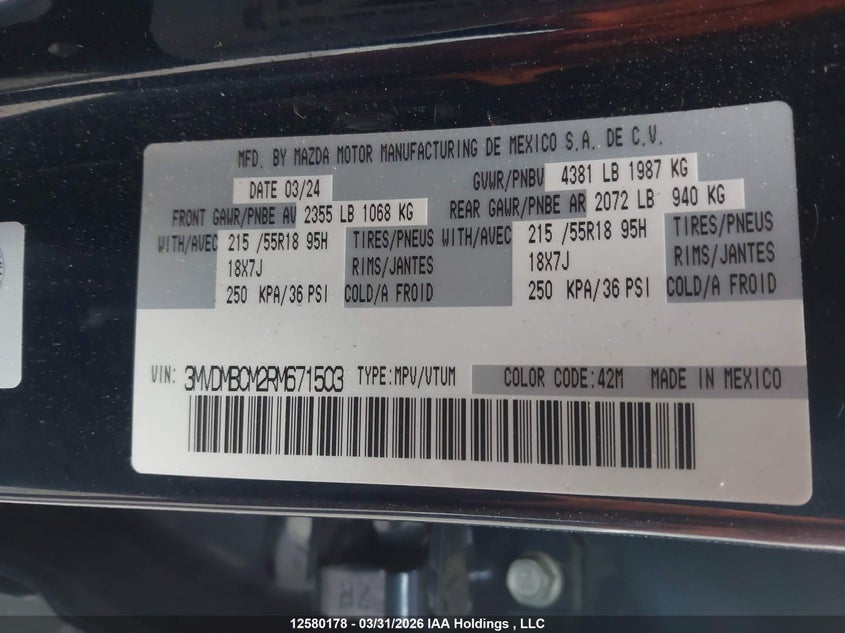 MFD. BY MAZDA MOTOR MANUFACTURING DE MEXICO S.A. DE C.V.
DATE 03/24 GVWR/PNBV 4381 LB 1987 KG
FRONT GAWR/PNBE AV 2355 LB 1068 KG REAR GAWR/PNBE AR 2072 LB 940 KG
WITH/AVEC 215 /55R18 95H TIRES/PNEUS WITH/AVEC 215 /55R18 95H TIRES/PNEUS
18X7J RIMS/JANTES 18X7J RIMS/JANTES
250 KPA/36 PSI COLD/A FROID 250 KPA/36 PSI COLD/A FROID
VIN: 3MVDMBCM2RM671503 TYPE:MPV/VTUM COLOR CODE:42M MADE IN MEXICO
12580178 - 03/31/2026 IAA Holdings , LLC